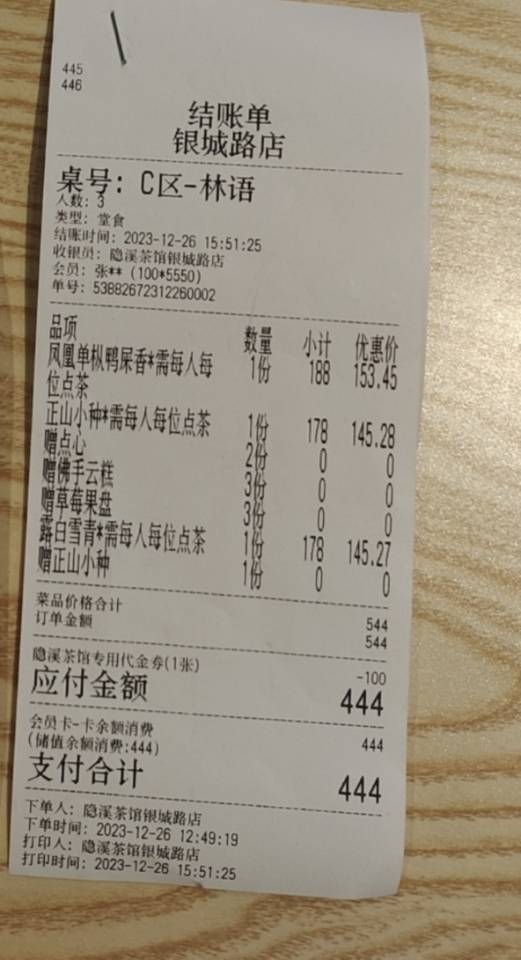 445
446
结账单
银城路店
桌号: C区-林语
人数: 3
类型: 堂食
结账时间: 2023-12-26 15:51:25
收银员: 隐溪茶馆银城路店
会员: 张** (100*5550)
单号: 53882672312260002
品项 数量 小计 优惠价
凤凰单枞鸭屎香*需每人每 1份 188 153.45
位点茶
正山小种*需每人每位点茶 1份 178 145.28
赠点心 2份 0 0
赠佛手云糕 3份 0 0
赠草莓果盘 3份 0 0
露白雪青*需每人每位点茶 1份 178 145.27
赠正山小种 1份 0 0
菜品价格合计 544
订单金额 544
隐溪茶馆专用代金券(1张) -100
应付金额 444
会员卡-卡余额消费 444
(储值余额消费:444)
支付合计 444
下单人: 隐溪茶馆银城路店
下单时间: 2023-12-26 12:49:19
打印人: 隐溪茶馆银城路店
打印时间: 2023-12-26 15:51:25